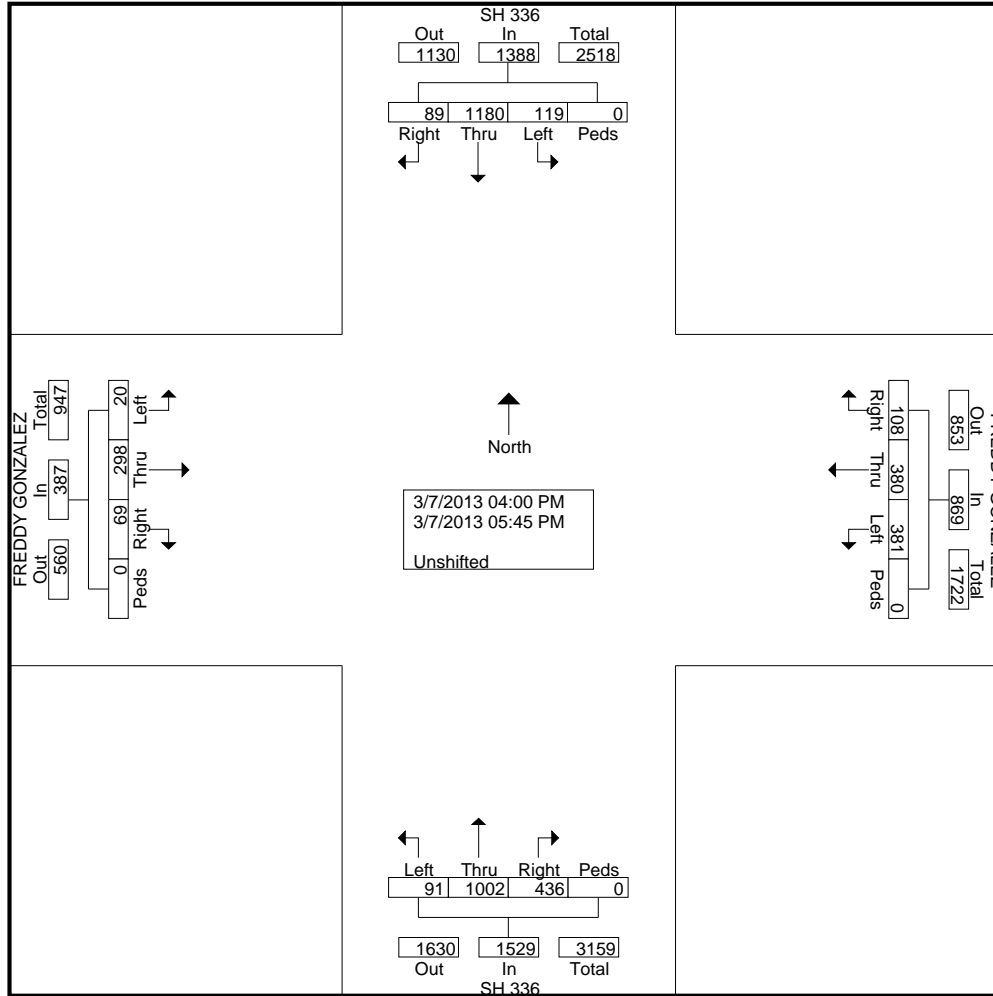 SH 336
Out In Total
1130 1388 2518
89 1180 119 0
Right Thru Left Peds
FREDDY GONZALEZ
Total In Out
947 387 560
20 298 69 0
Left Thru Right Peds
North
3/7/2013 04:00 PM
3/7/2013 05:45 PM
Unshifted
Right Thru Left Peds
108 380 381 0
Out In Total
853 869 1722
Left Thru Right Peds
91 1002 436 0
1630 1529 3159
Out In Total
SH 336